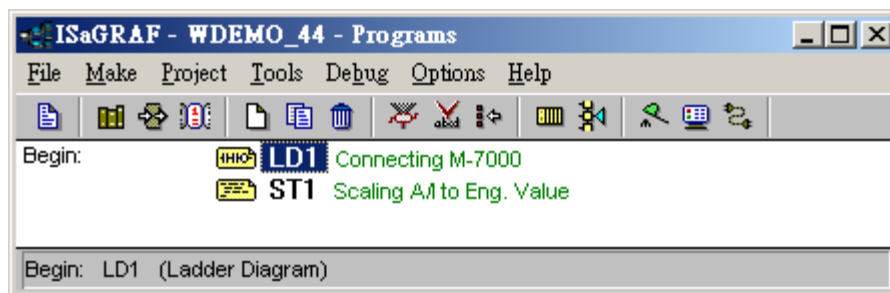 ISaGRAF - WDEMO_44 - Programs
File Make Project Tools Debug Options Help
Begin: LD1 Connecting M-7000
ST1 Scaling A/I to Eng. Value
Begin: LD1 (Ladder Diagram)